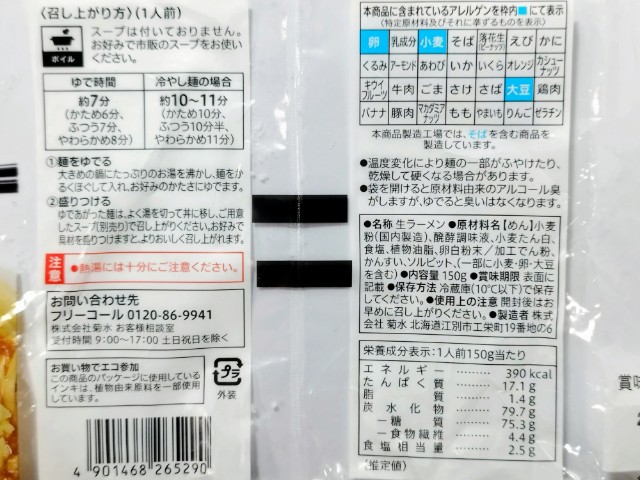 〈召し上がり方〉(1人前)
ボイル
スープは付いておりません。
お好みで市販のスープをお使い
ください。
ゆで時間
冷やし麺の場合
約7分
(かため6分、
ふつう7分、
やわらかめ8分)
約10〜11分
(かため10分、
ふつう10分半、
やわらかめ11分)
①麺をゆでる
大きめの鍋にたっぷりのお湯を沸かし、麺を軽
くるくほぐして入れ、お好みのかたさにゆでます。
②盛りつける
ゆであがった麺は、よく湯を切って丼に移し、ご用意
したスープ(別売り)で召し上がりください。お好みで
具材を盛りつけますとよりおいしく召し上がれます。
注意
●熱湯には十分にご注意ください。
お問い合わせ先
フリーコール 0120-86-9941
株式会社菊水 お客様相談室
受付時間 9:00〜17:00 土日祝日を除く
お買い物でエコ参加
この商品のパッケージに使用している
インキは、植物由来原料を一部使用
しています。
プラ
外装
4 901468 265290
本商品に含まれているアレルゲンを枠内■にて表示
(特定原材料及びそれに準ずるものを表示)
卵 乳成分 小麦 そば 落花生(ピーナッツ) えび かに
くるみ アーモンド あわび いか いくら オレンジ カシューナッツ
キウイフルーツ 牛肉 ごま さけ さば 大豆 鶏肉
バナナ 豚肉 マカダミアナッツ もも やまいも りんご ゼラチン
本商品製造工場では、そばを含む商品を
製造しています。
●温度変化により麺の一部がふやけたり、
乾燥して硬くなる場合があります。
●袋を開けると原材料由来のアルコール臭
がしますが、ゆでると臭いはなくなります。
●名称 生ラーメン ●原材料名 【めん】小麦
粉(国内製造)、醗酵調味液、小麦たん白、
食塩、植物油脂、卵白粉末/加工でん粉、
かんすい、ソルビット、(一部に小麦・卵・大豆
を含む) ●内容量 150g ●賞味期限 表面に
記載 ●保存方法 冷蔵庫(10℃以下)で保存
してください。 ●使用上の注意 開封後はお
早めに召し上がりください。 ●製造者 株式会
社 菊水 北海道江別市工栄町19番地の6
栄養成分表示:1人前150g当たり
エネルギー ……… 390 kcal
たんぱく質 ……… 17.1 g
脂質 ……… 1.4 g
炭水化物 ……… 79.7 g
―糖質 ……… 75.3 g
―食物繊維 ……… 4.4 g
食塩相当量 ……… 2.5 g
(推定値)
賞味